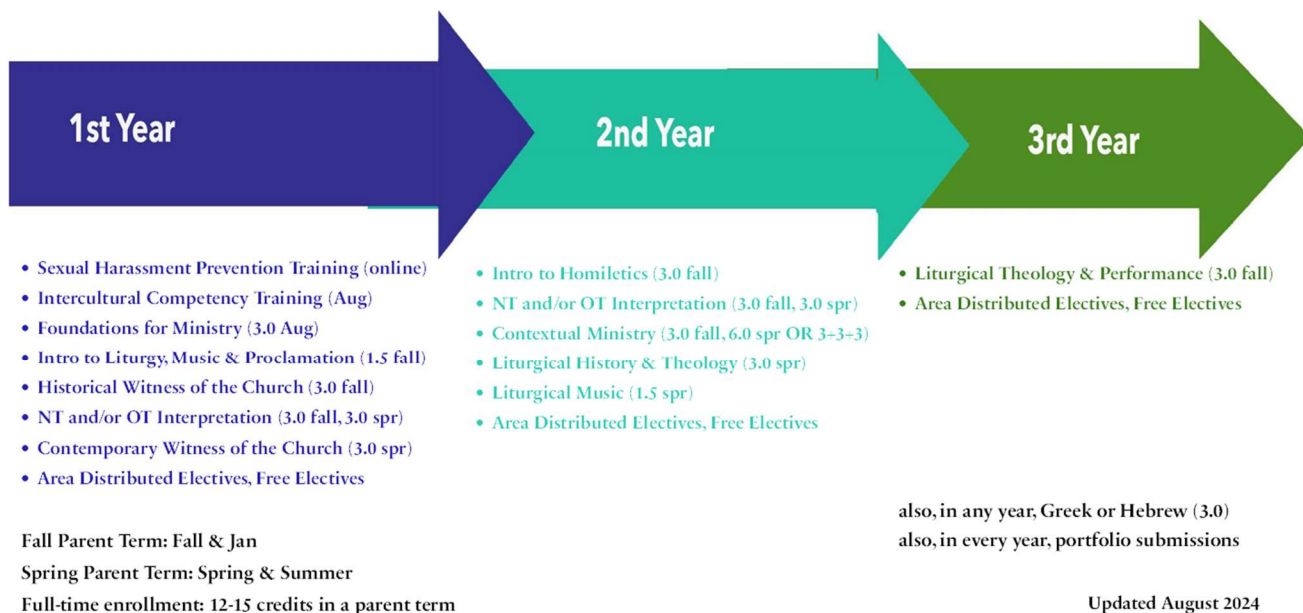 1st Year
2nd Year
3rd Year
• Sexual Harassment Prevention Training (online)
• Intercultural Competency Training (Aug)
• Foundations for Ministry (3.0 Aug)
• Intro to Liturgy, Music & Proclamation (1.5 fall)
• Historical Witness of the Church (3.0 fall)
• NT and/or OT Interpretation (3.0 fall, 3.0 spr)
• Contemporary Witness of the Church (3.0 spr)
• Area Distributed Electives, Free Electives
• Intro to Homiletics (3.0 fall)
• NT and/or OT Interpretation (3.0 fall, 3.0 spr)
• Contextual Ministry (3.0 fall, 6.0 spr OR 3+3+3)
• Liturgical History & Theology (3.0 spr)
• Liturgical Music (1.5 spr)
• Area Distributed Electives, Free Electives
• Liturgical Theology & Performance (3.0 fall)
• Area Distributed Electives, Free Electives
also, in any year, Greek or Hebrew (3.0)
also, in every year, portfolio submissions
Fall Parent Term: Fall & Jan
Spring Parent Term: Spring & Summer
Full-time enrollment: 12-15 credits in a parent term
Updated August 2024